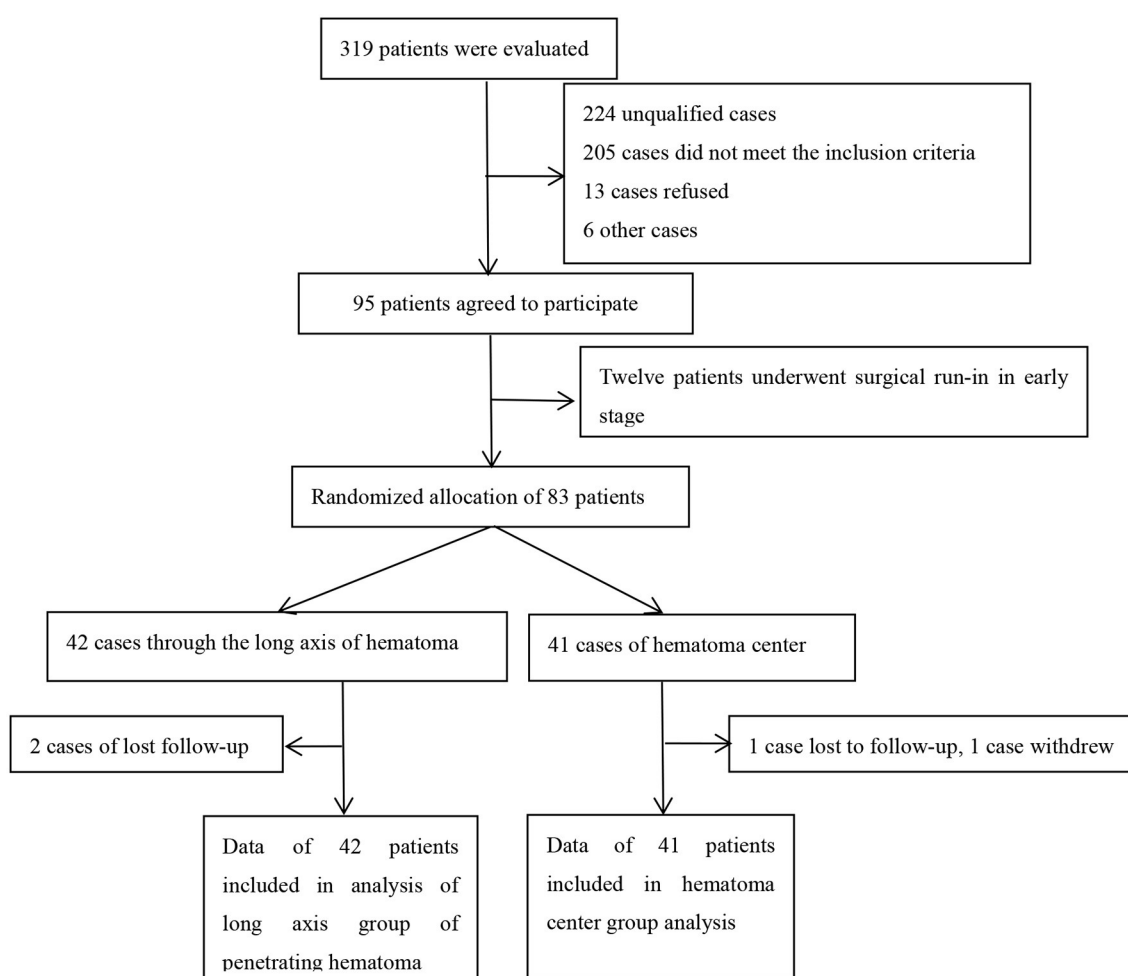 319 patients were evaluated
224 unqualified cases
205 cases did not meet the inclusion criteria
13 cases refused
6 other cases
95 patients agreed to participate
Twelve patients underwent surgical run-in in early
stage
Randomized allocation of 83 patients
42 cases through the long axis of hematoma
41 cases of hematoma center
2 cases of lost follow-up
1 case lost to follow-up, 1 case withdrew
Data of 42 patients
included in analysis of
long axis group of
penetrating hematoma
Data of 41 patients
included in hematoma
center group analysis